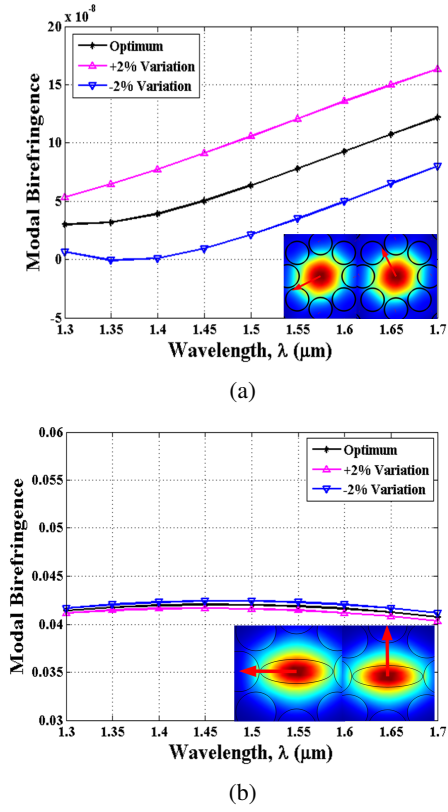 x 10⁻⁸
20
15
10
5
0
-5
Modal Birefringence
Optimum
+2% Variation
-2% Variation
1.3 1.35 1.4 1.45 1.5 1.55 1.6 1.65 1.7
Wavelength, λ (μm)
(a)
0.06
0.055
0.05
0.045
0.04
0.035
0.03
Modal Birefringence
Optimum
+2% Variation
-2% Variation
1.3 1.35 1.4 1.45 1.5 1.55 1.6 1.65 1.7
Wavelength, λ (μm)
(b)